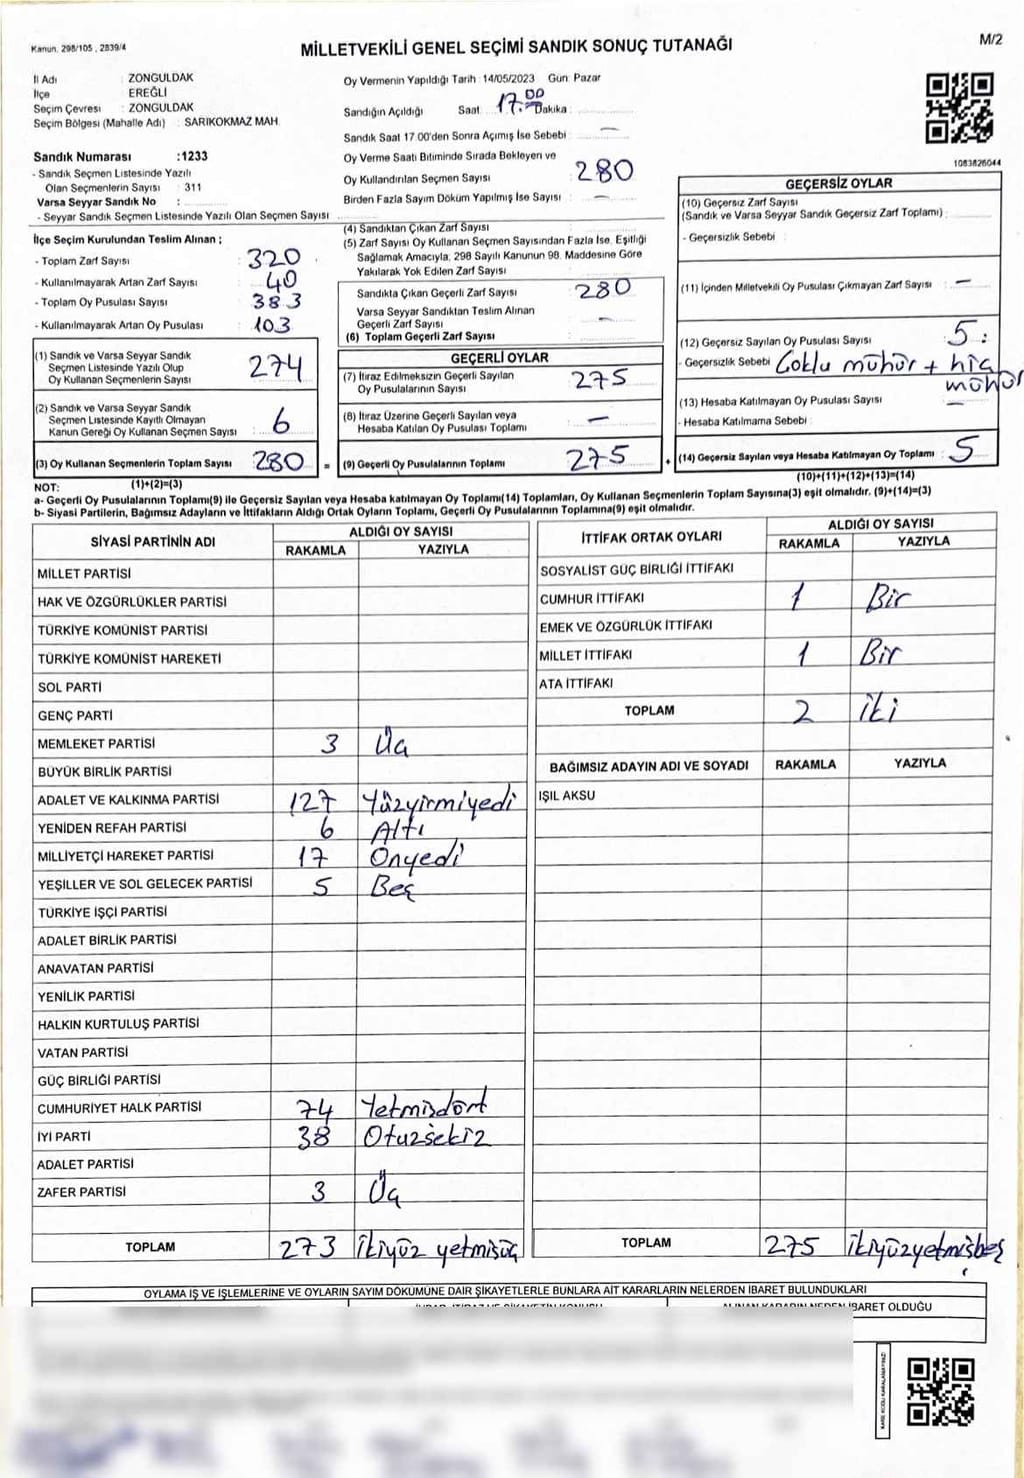 Kanun. 298/105 , 2839/4
MİLLETVEKİLİ GENEL SEÇİMİ SANDIK SONUÇ TUTANAĞI
M/2
İl Adı : ZONGULDAK
İlçe : EREĞLİ
Seçim Çevresi : ZONGULDAK
Seçim Bölgesi (Mahalle Adı) : SARIKOKMAZ MAH.
Sandık Numarası :1233
- Sandık Seçmen Listesinde Yazılı
Olan Seçmenlerin Sayısı : 311
Varsa Seyyar Sandık No :
- Seyyar Sandık Seçmen Listesinde Yazılı Olan Seçmen Sayısı
Oy Vermenin Yapıldığı Tarih : 14/05/2023 Gün: Pazar
Sandığın Açıldığı Saat : 17.00 Dakika :
Sandık Saat 17.00'den Sonra Açımış İse Sebebi : —
Oy Verme Saati Bitiminde Sırada Bekleyen ve
Oy Kullandırılan Seçmen Sayısı : 280
Birden Fazla Sayım Döküm Yapılmış İse Sayısı : —
1083826044
İlçe Seçim Kurulundan Teslim Alınan ;
- Toplam Zarf Sayısı : 320
- Kullanılmayarak Artan Zarf Sayısı : 40
- Toplam Oy Pusulası Sayısı : 383
- Kullanılmayarak Artan Oy Pusulası : 103
(1) Sandık ve Varsa Seyyar Sandık
Seçmen Listesinde Yazılı Olup
Oy Kullanan Seçmenlerin Sayısı : 274
(2) Sandık ve Varsa Seyyar Sandık
Seçmen Listesinde Kayıtlı Olmayan
Kanun Gereği Oy Kullanan Seçmen Sayısı : 6
(3) Oy Kullanan Seçmenlerin Toplam Sayısı : 280 =
(1)+(2)=(3)
(4) Sandıktan Çıkan Zarf Sayısı :
(5) Zarf Sayısı Oy Kullanan Seçmen Sayısından Fazla İse, Eşitliği
Sağlamak Amacıyla; 298 Sayılı Kanunun 98. Maddesine Göre
Yakılarak Yok Edilen Zarf Sayısı :
Sandıkta Çıkan Geçerli Zarf Sayısı : 280
Varsa Seyyar Sandıktan Teslim Alınan
Geçerli Zarf Sayısı : —
(6) Toplam Geçerli Zarf Sayısı :
GEÇERLİ OYLAR
(7) İtiraz Edilmeksizin Geçerli Sayılan
Oy Pusulalarının Sayısı : 275
(8) İtiraz Üzerine Geçerli Sayılan veya
Hesaba Katılan Oy Pusulası Toplamı : —
(9) Geçerli Oy Pusulalarının Toplamı : 275 +
GEÇERSİZ OYLAR
(10) Geçersiz Zarf Sayısı
(Sandık ve Varsa Seyyar Sandık Geçersiz Zarf Toplamı) :
- Geçersizlik Sebebi :
(11) İçinden Milletvekili Oy Pusulası Çıkmayan Zarf Sayısı : —
(12) Geçersiz Sayılan Oy Pusulası Sayısı : 5
- Geçersizlik Sebebi : Çoklu mühür + hiç
mühür
(13) Hesaba Katılmayan Oy Pusulası Sayısı : —
- Hesaba Katılmama Sebebi :
(14) Geçersiz Sayılan veya Hesaba Katılmayan Oy Toplamı : 5
(10)+(11)+(12)+(13)=(14)
NOT:
a- Geçerli Oy Pusulalarının Toplamı(9) ile Geçersiz Sayılan veya Hesaba katılmayan Oy Toplamı(14) Toplamları, Oy Kullanan Seçmenlerin Toplam Sayısına(3) eşit olmalıdır. (9)+(14)=(3)
b- Siyasi Partilerin, Bağımsız Adayların ve İttifakların Aldığı Ortak Oyların Toplamı, Geçerli Oy Pusulalarının Toplamına(9) eşit olmalıdır.
SİYASİ PARTİNİN ADI ALDIĞI OY SAYISI
RAKAMLA YAZIYLA
MİLLET PARTİSİ
HAK VE ÖZGÜRLÜKLER PARTİSİ
TÜRKİYE KOMÜNİST PARTİSİ
TÜRKİYE KOMÜNİST HAREKETİ
SOL PARTİ
GENÇ PARTİ
MEMLEKET PARTİSİ 3 Üç
BÜYÜK BİRLİK PARTİSİ
ADALET VE KALKINMA PARTİSİ 127 Yüzyirmiyedi
YENİDEN REFAH PARTİSİ 6 Altı
MİLLİYETÇİ HAREKET PARTİSİ 17 Onyedi
YEŞİLLER VE SOL GELECEK PARTİSİ 5 Beş
TÜRKİYE İŞÇİ PARTİSİ
ADALET BİRLİK PARTİSİ
ANAVATAN PARTİSİ
YENİLİK PARTİSİ
HALKIN KURTULUŞ PARTİSİ
VATAN PARTİSİ
GÜÇ BİRLİĞİ PARTİSİ
CUMHURİYET HALK PARTİSİ 74 Yetmişdört
İYİ PARTİ 38 Otuzsekiz
ADALET PARTİSİ
ZAFER PARTİSİ 3 Üç
TOPLAM 273 İkiyüz yetmişüç
İTTİFAK ORTAK OYLARI ALDIĞI OY SAYISI
RAKAMLA YAZIYLA
SOSYALİST GÜÇ BİRLİĞİ İTTİFAKI
CUMHUR İTTİFAKI 1 Bir
EMEK VE ÖZGÜRLÜK İTTİFAKI
MİLLET İTTİFAKI 1 Bir
ATA İTTİFAKI
TOPLAM 2 iki
BAĞIMSIZ ADAYIN ADI VE SOYADI RAKAMLA YAZIYLA
IŞIL AKSU
TOPLAM 275 ikiyüzyetmişbeş
OYLAMA İŞ VE İŞLEMLERİNE VE OYLARIN SAYIM DÖKÜMÜNE DAİR ŞİKAYETLERLE BUNLARA AİT KARARLARIN NELERDEN İBARET BULUNDUKLARI
İBARET OLDUĞU